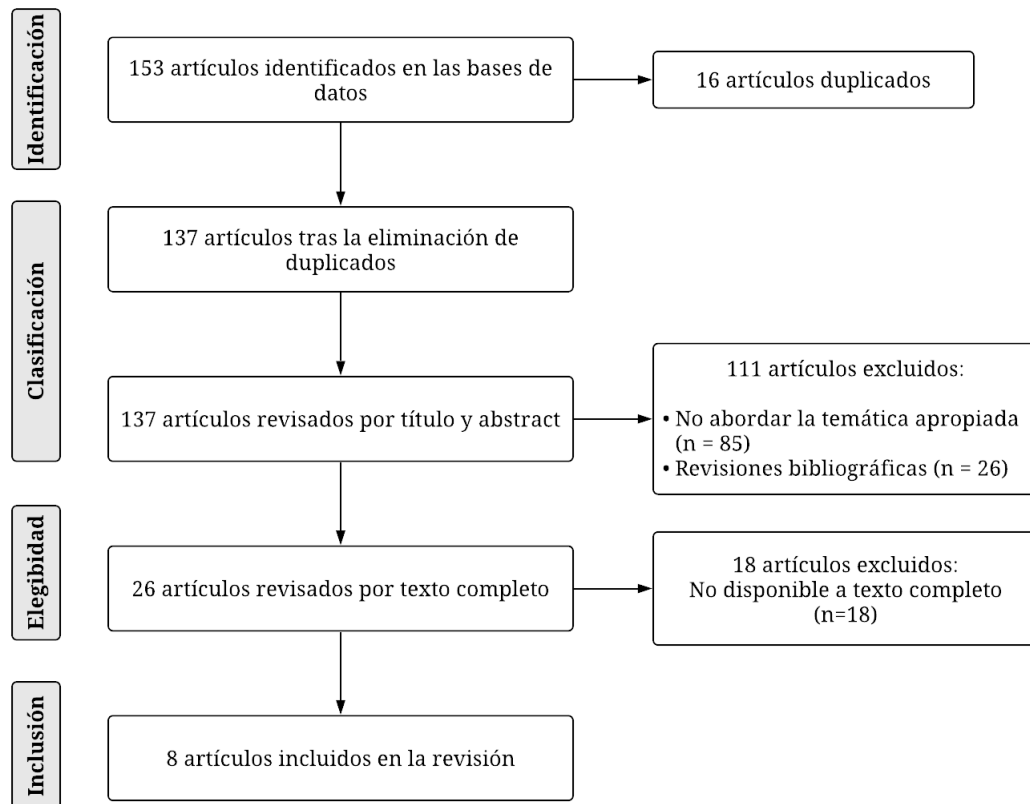 Identificación
153 artículos identificados en las bases de
datos
16 artículos duplicados
Clasificación
137 artículos tras la eliminación de
duplicados
137 artículos revisados por título y abstract
111 artículos excluidos:
• No abordar la temática apropiada
(n = 85)
• Revisiones bibliográficas (n = 26)
Elegibidad
26 artículos revisados por texto completo
18 artículos excluidos:
No disponible a texto completo
(n=18)
Inclusión
8 artículos incluidos en la revisión